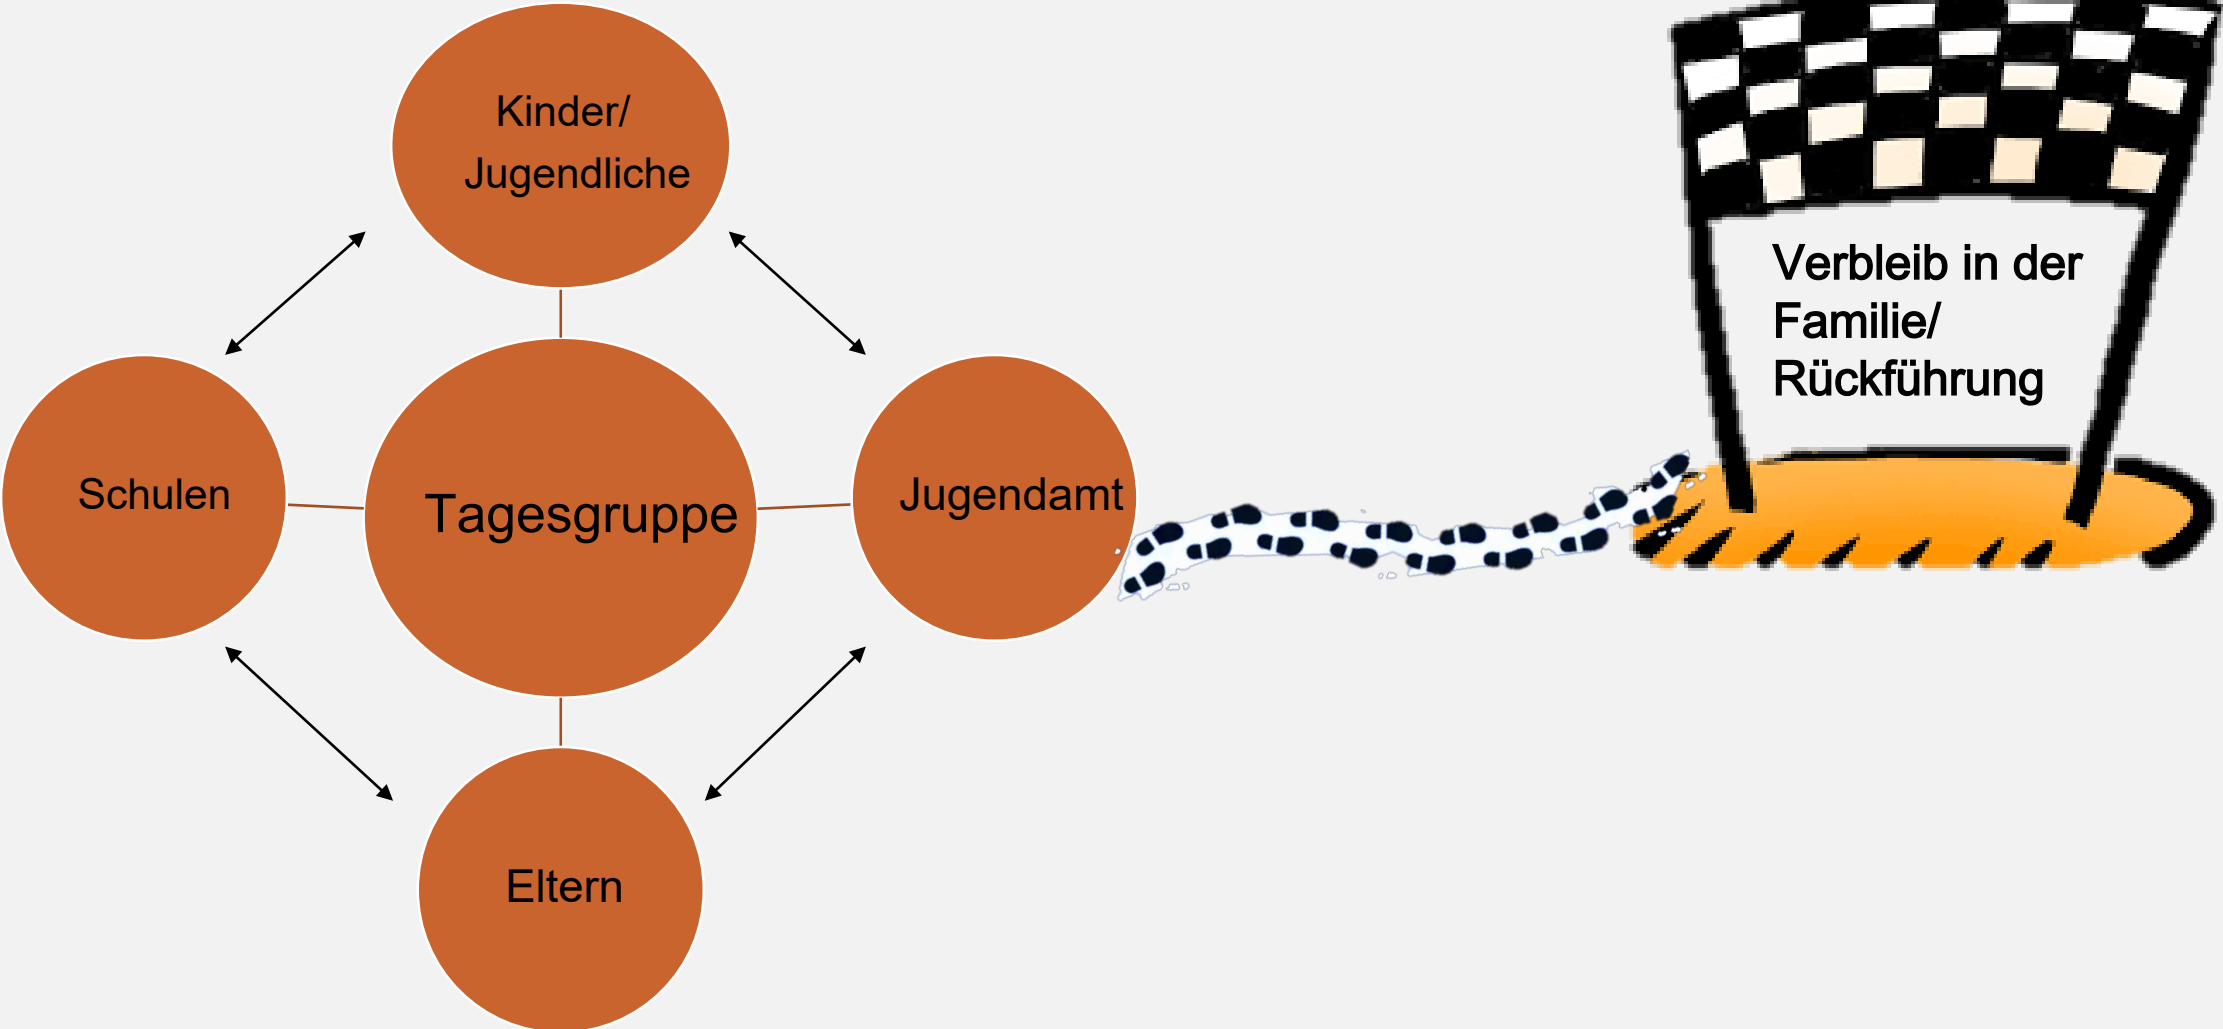 Kinder/
Jugendliche
Schulen
Tagesgruppe
Jugendamt
Eltern
Verbleib in der
Familie/
Rückführung